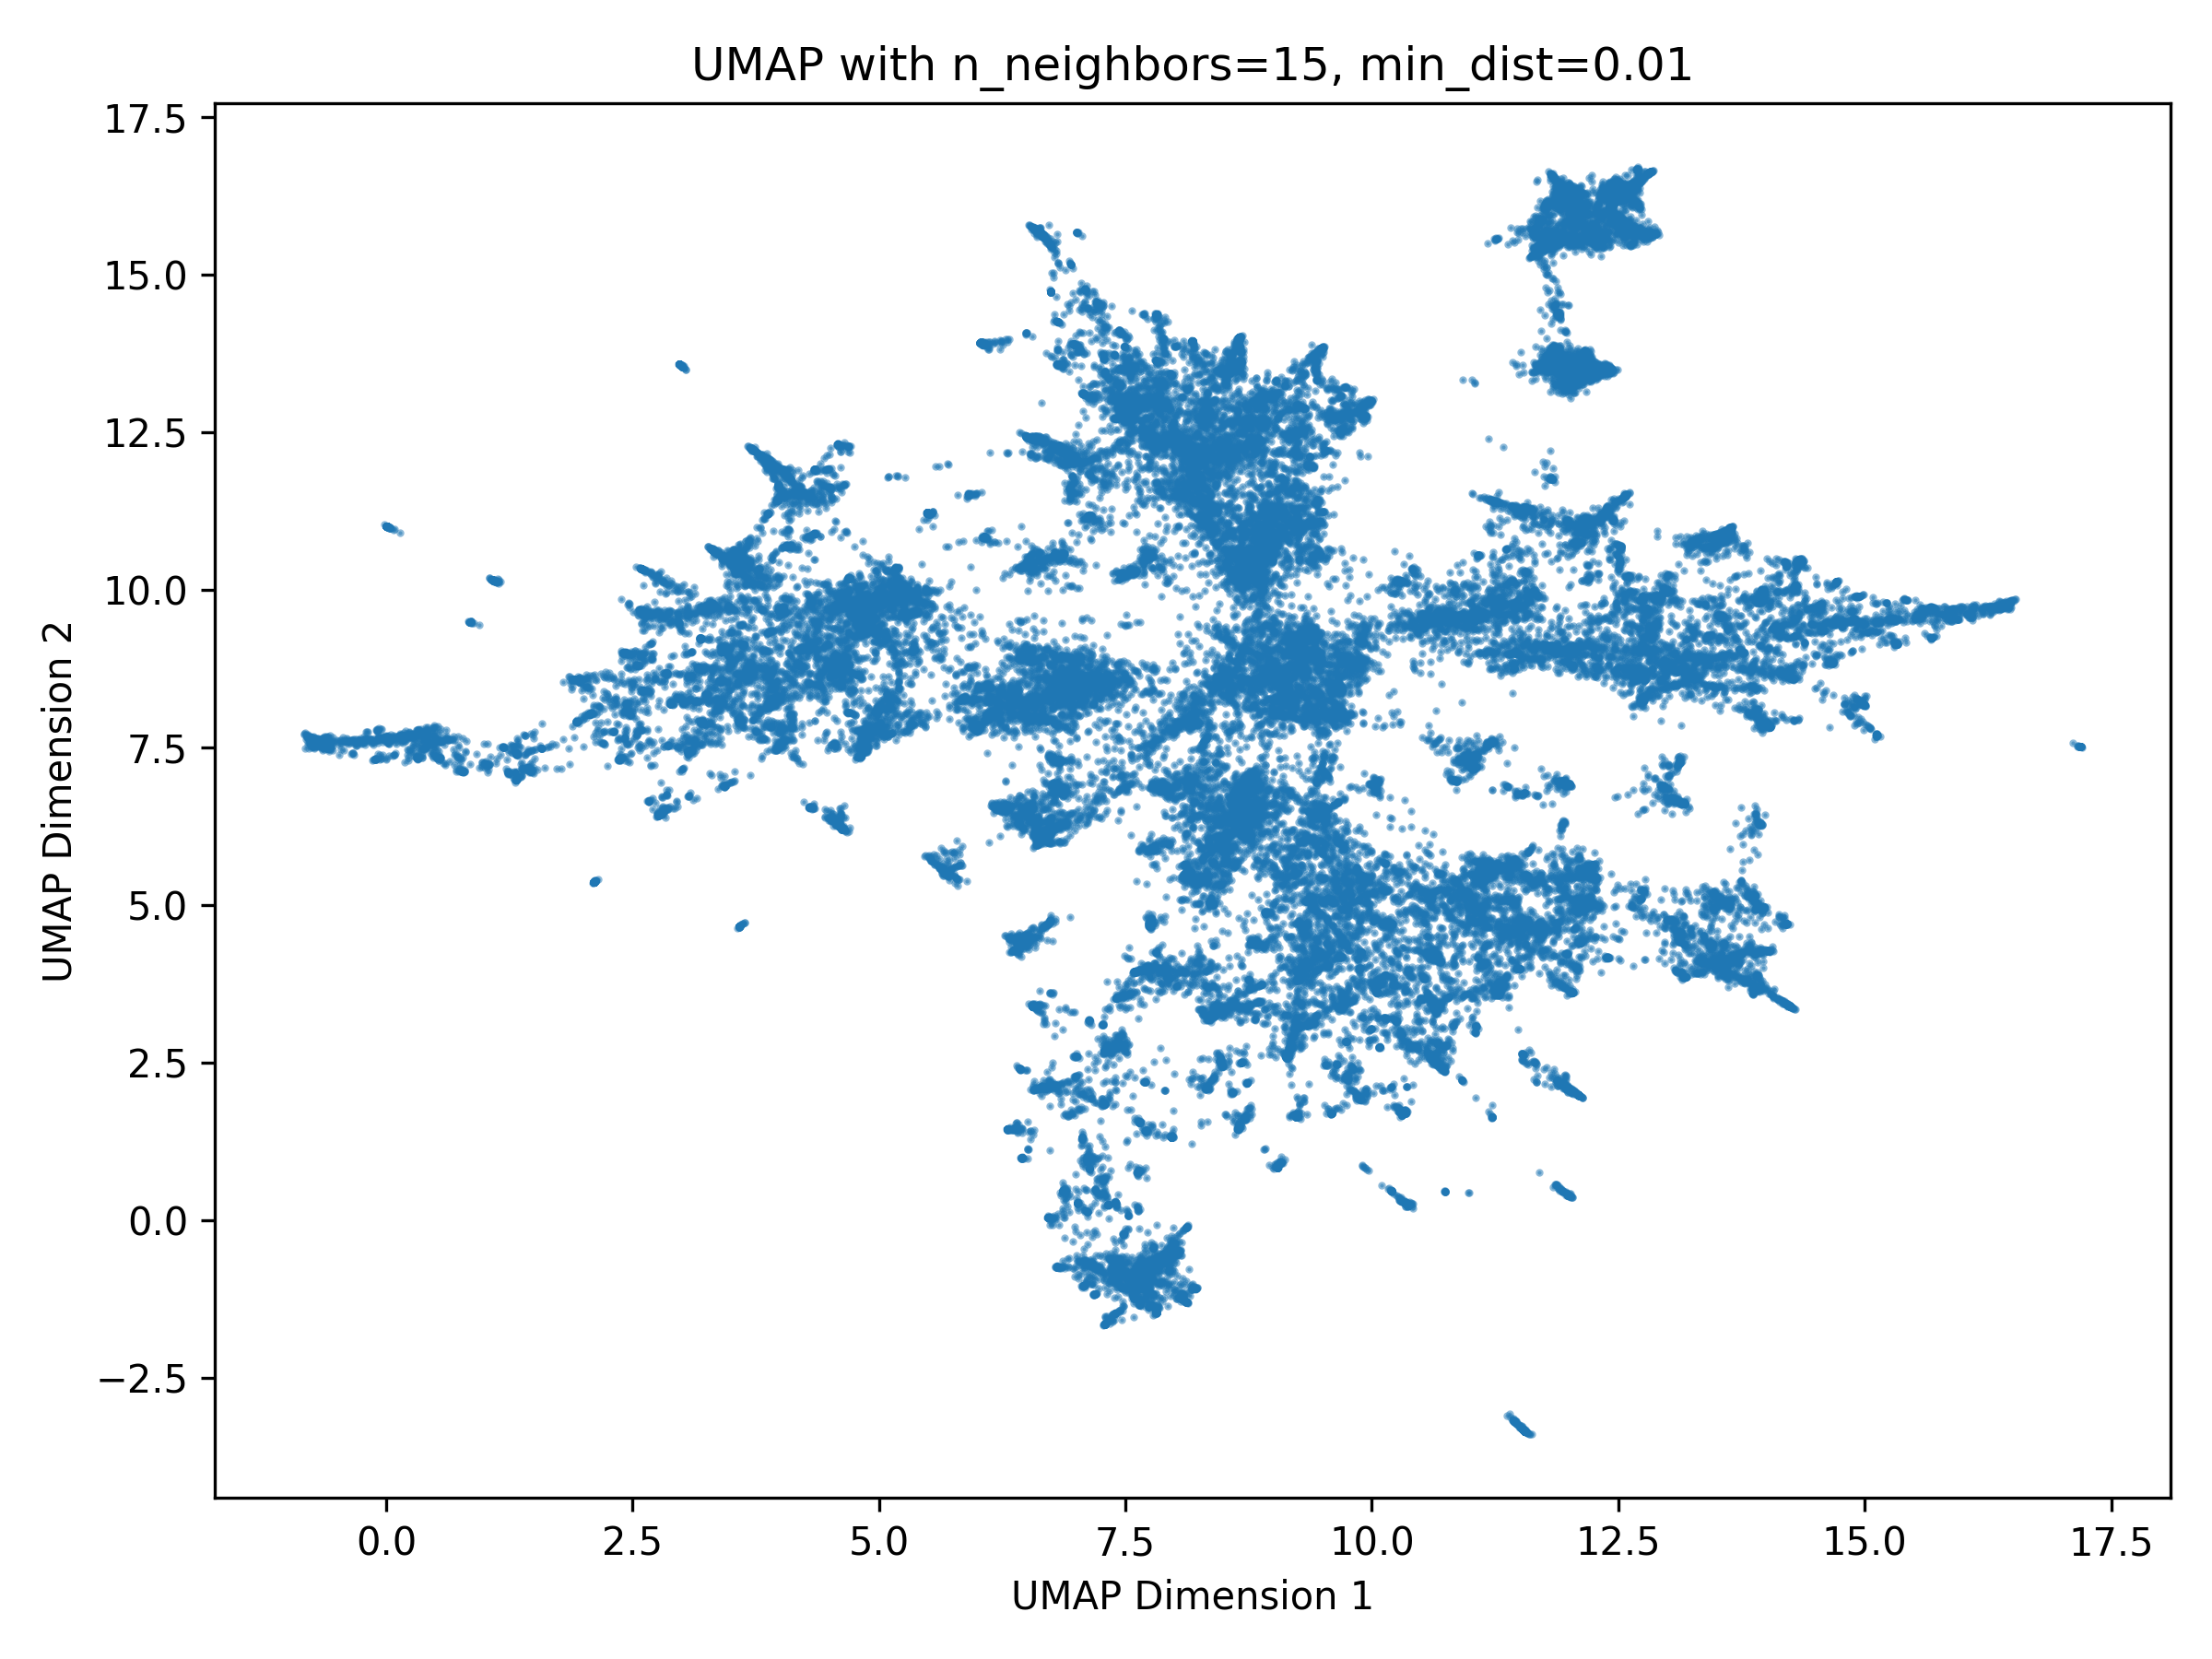 UMAP with n_neighbors=15, min_dist=0.01
17.5
15.0
12.5
10.0
7.5
5.0
2.5
0.0
−2.5
UMAP Dimension 2
0.0 2.5 5.0 7.5 10.0 12.5 15.0 17.5
UMAP Dimension 1